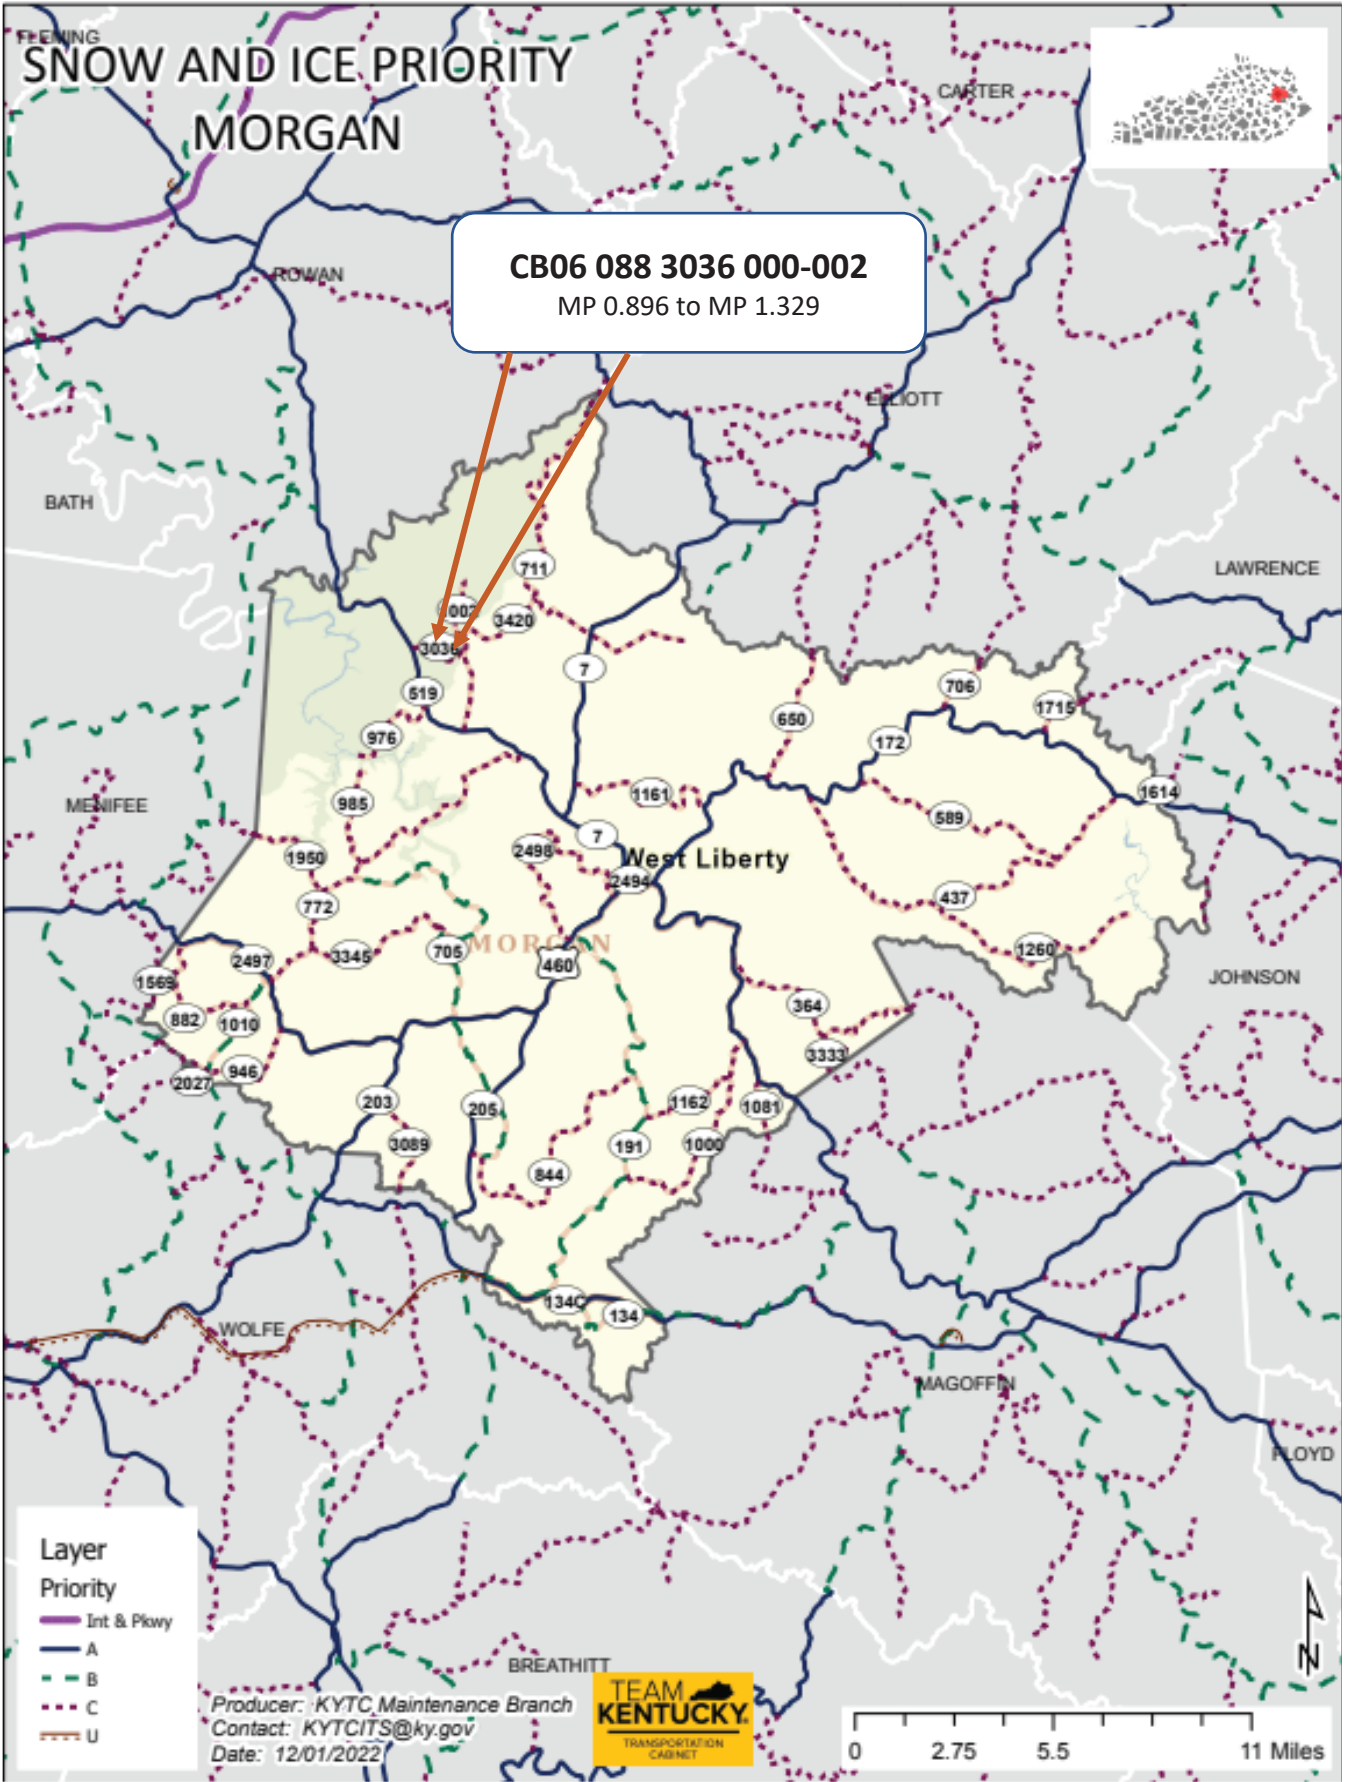 FLEMING
SNOW AND ICE PRIORITY
MORGAN
CARTER
ROWAN
CB06 088 3036 000-002
MP 0.896 to MP 1.329
ELLIOTT
BATH
LAWRENCE
711
3420
3036
7
519
706
1715
650
976
172
MENIFEE
985
1161
1614
589
7
2498
1950
West Liberty
2494
772
437
MORGAN
3345
705
460
2497
1260
1569
JOHNSON
364
882
1010
3333
946
2027
203
205
1162
1081
3089
191
1000
844
134C
134
WOLFE
MAGOFFIN
FLOYD
Layer
Priority
Int & Pkwy
A
B
C
U
BREATHITT
Producer: KYTC Maintenance Branch
Contact: KYTCITS@ky.gov
Date: 12/01/2022
TEAM
KENTUCKY.
TRANSPORTATION
CABINET
N
0 2.75 5.5 11 Miles